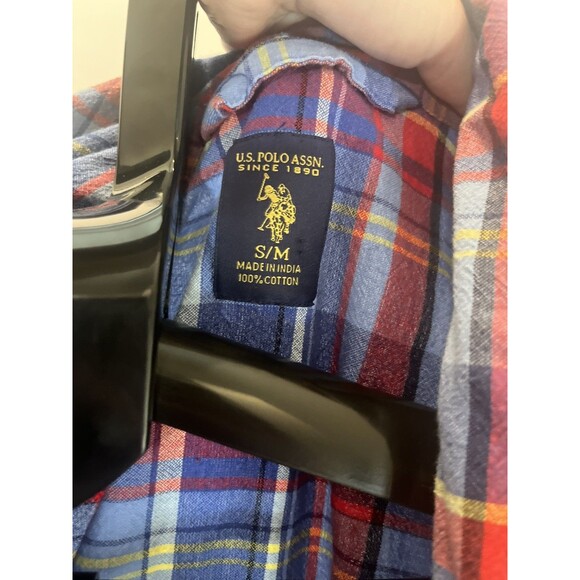 U.S. POLO ASSN.
SINCE 1890
S/M
MADE IN INDIA
100% COTTON